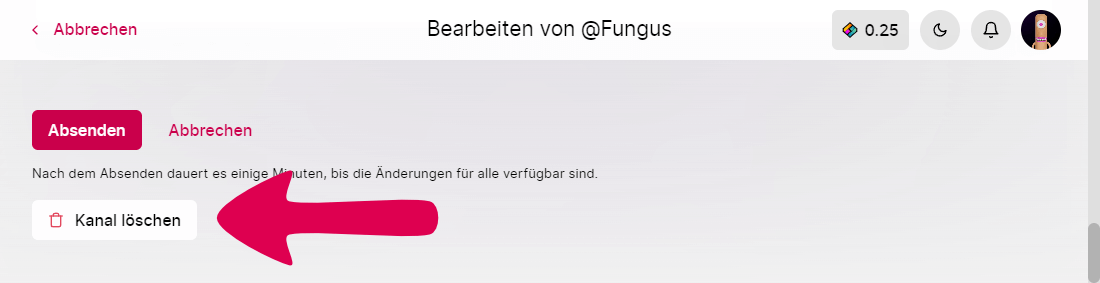 Abbrechen
Bearbeiten von @Fungus
0.25
Absenden
Abbrechen
Nach dem Absenden dauert es einige Minuten, bis die Änderungen für alle verfügbar sind.
Kanal löschen